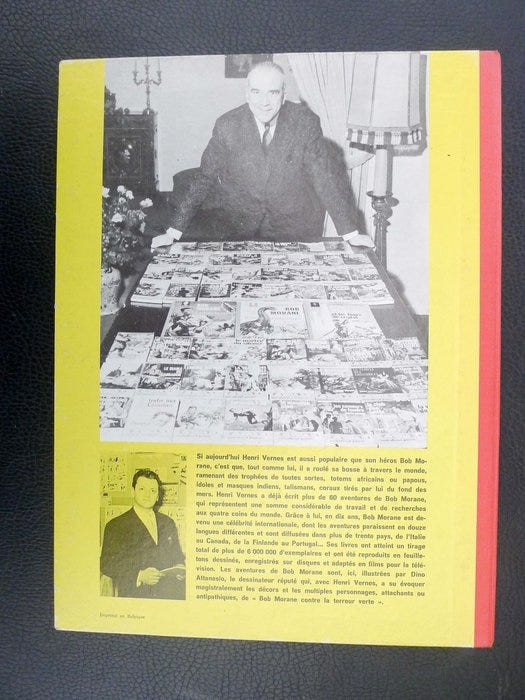 BOB
MORANE
Si aujourd'hui Henri Vernes est aussi populaire que son héros Bob Mo-
rane, c'est que, tout comme lui, il a roulé sa bosse à travers le monde,
ramenant des trophées de toutes sortes, totems africains ou papous,
idoles et masques indiens, talismans, coraux tirés par lui du fond des
mers. Henri Vernes a déjà écrit plus de 60 aventures de Bob Morane,
qui représentent une somme considérable de travail et de recherches
aux quatre coins du monde. Grâce à lui, en dix ans, Bob Morane est de-
venu une célébrité internationale, dont les aventures paraissent en douze
langues différentes et sont diffusées dans plus de trente pays, de l'Italie
au Canada, de la Finlande au Portugal... Ses livres ont atteint un tirage
total de plus de 6 000 000 d'exemplaires et ont été reproduits en feuille-
tons dessinés, enregistrés sur disques et adaptés en films pour la télé-
vision. Les aventures de Bob Morane sont, ici, illustrées par Dino
Attanasio, le dessinateur réputé qui, avec Henri Vernes, a su évoquer
magistralement les décors et les multiples personnages, attachants ou
antipathiques, de « Bob Morane contre la terreur verte ».
Imprimé en Belgique